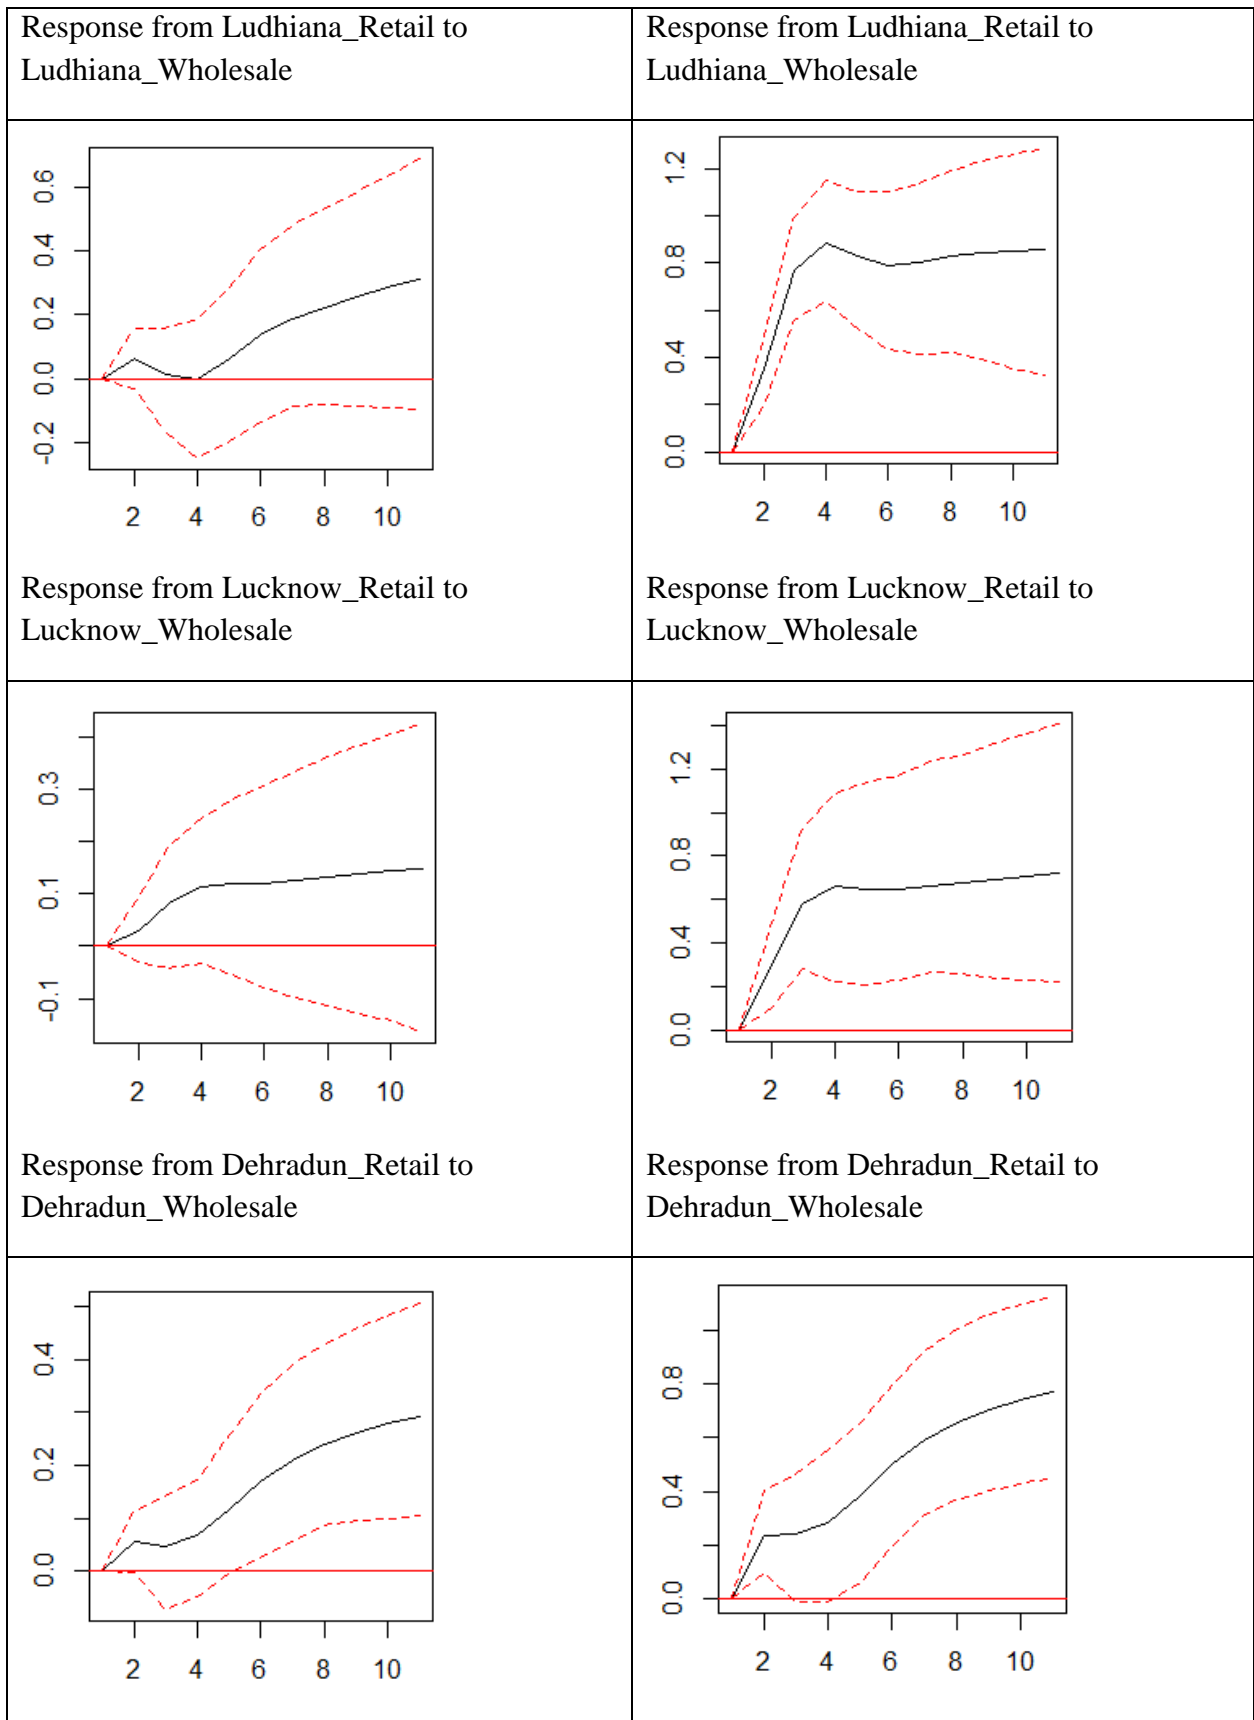 Response from Ludhiana_Retail to
Ludhiana_Wholesale
Response from Ludhiana_Retail to
Ludhiana_Wholesale
0.6
0.4
0.2
0.0
-0.2
2 4 6 8 10
1.2
0.8
0.4
0.0
2 4 6 8 10
Response from Lucknow_Retail to
Lucknow_Wholesale
Response from Lucknow_Retail to
Lucknow_Wholesale
0.3
0.1
-0.1
2 4 6 8 10
1.2
0.8
0.4
0.0
2 4 6 8 10
Response from Dehradun_Retail to
Dehradun_Wholesale
Response from Dehradun_Retail to
Dehradun_Wholesale
0.4
0.2
0.0
2 4 6 8 10
0.8
0.4
0.0
2 4 6 8 10